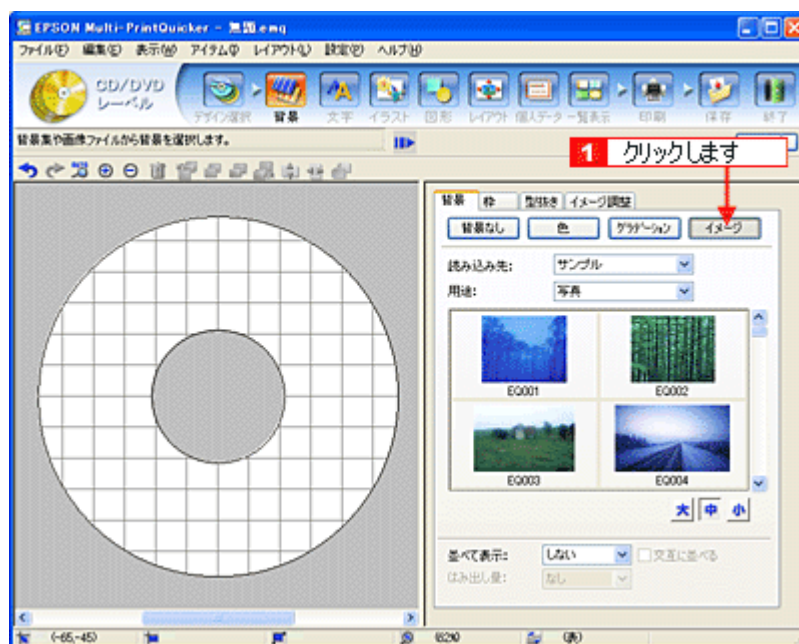 EPSON Multi-PrintQuicker - 無題.emq
ファイル(F) 編集(E) 表示(W) アイテム(I) レイアウト(L) 設定(P) ヘルプ(H)
CD/DVD
レーベル
デザイン選択 背景 文字 イラスト 図形 レイアウト 個人データ 一覧表示 印刷 保存 終了
背景集や画像ファイルから背景を選択します。
1 クリックします
背景 枠 型抜き イメージ調整
背景なし 色 グラデーション イメージ
読み込み先: サンプル
用途: 写真
EQ001 EQ002
EQ003 EQ004
大 中 小
並べて表示: しない 交互に並べる
はみ出し量: なし
(-65,-45) (表)